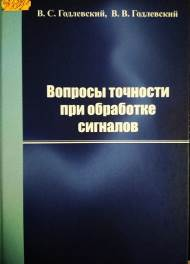 В. С. Годлевский, В. В. Годлевский
Вопросы точности
при обработке
сигналов